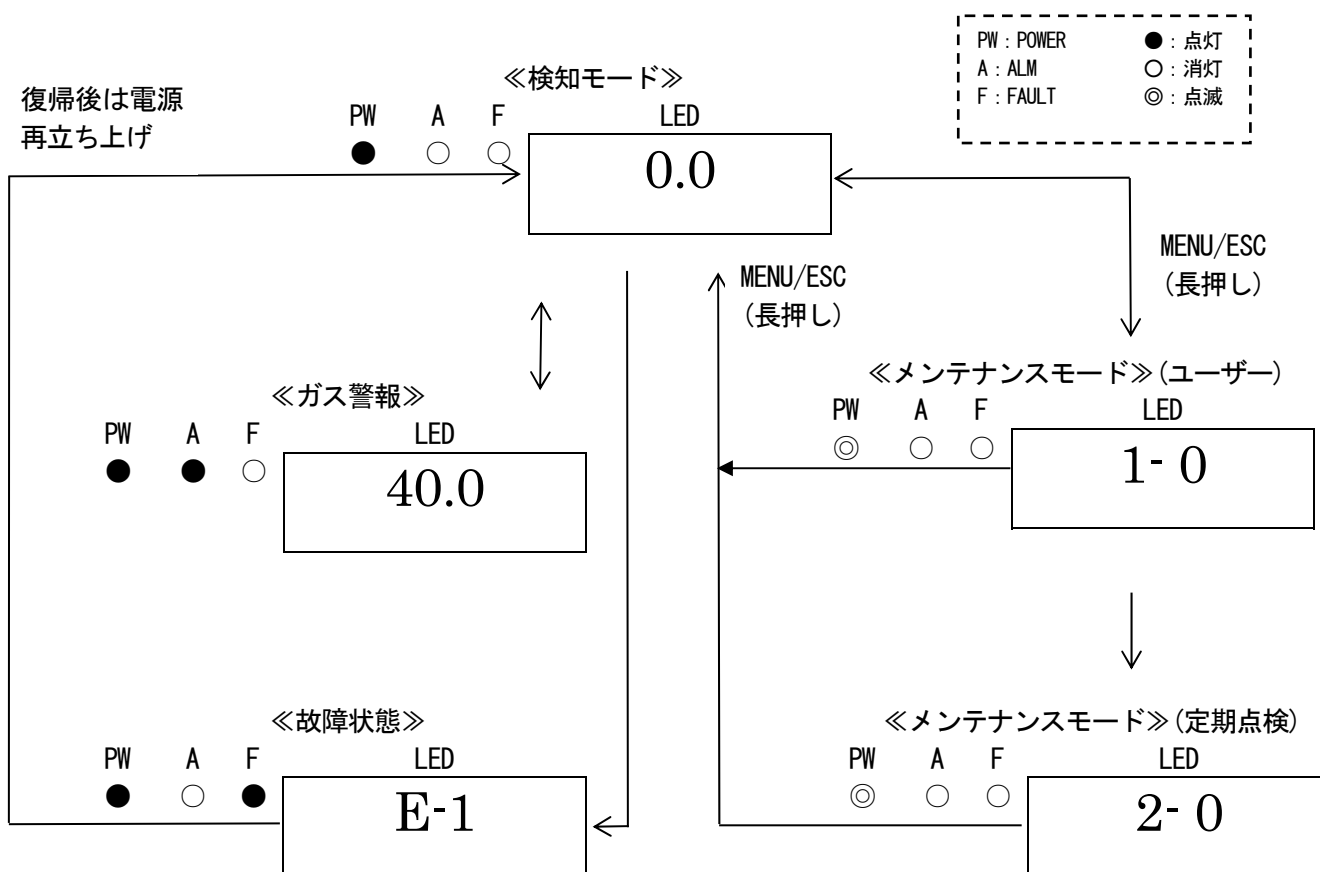 PW：POWER ●：点灯
A：ALM ○：消灯
F：FAULT ◎：点滅
復帰後は電源
再立ち上げ
≪検知モード≫
PW A F LED
● ○ ○ 0.0
MENU/ESC
(長押し)
MENU/ESC
(長押し)
≪ガス警報≫
PW A F LED
● ● ○ 40.0
≪メンテナンスモード≫(ユーザー)
PW A F LED
◎ ○ ○ 1- 0
≪故障状態≫
PW A F LED
● ○ ● E-1
≪メンテナンスモード≫(定期点検)
PW A F LED
◎ ○ ○ 2- 0